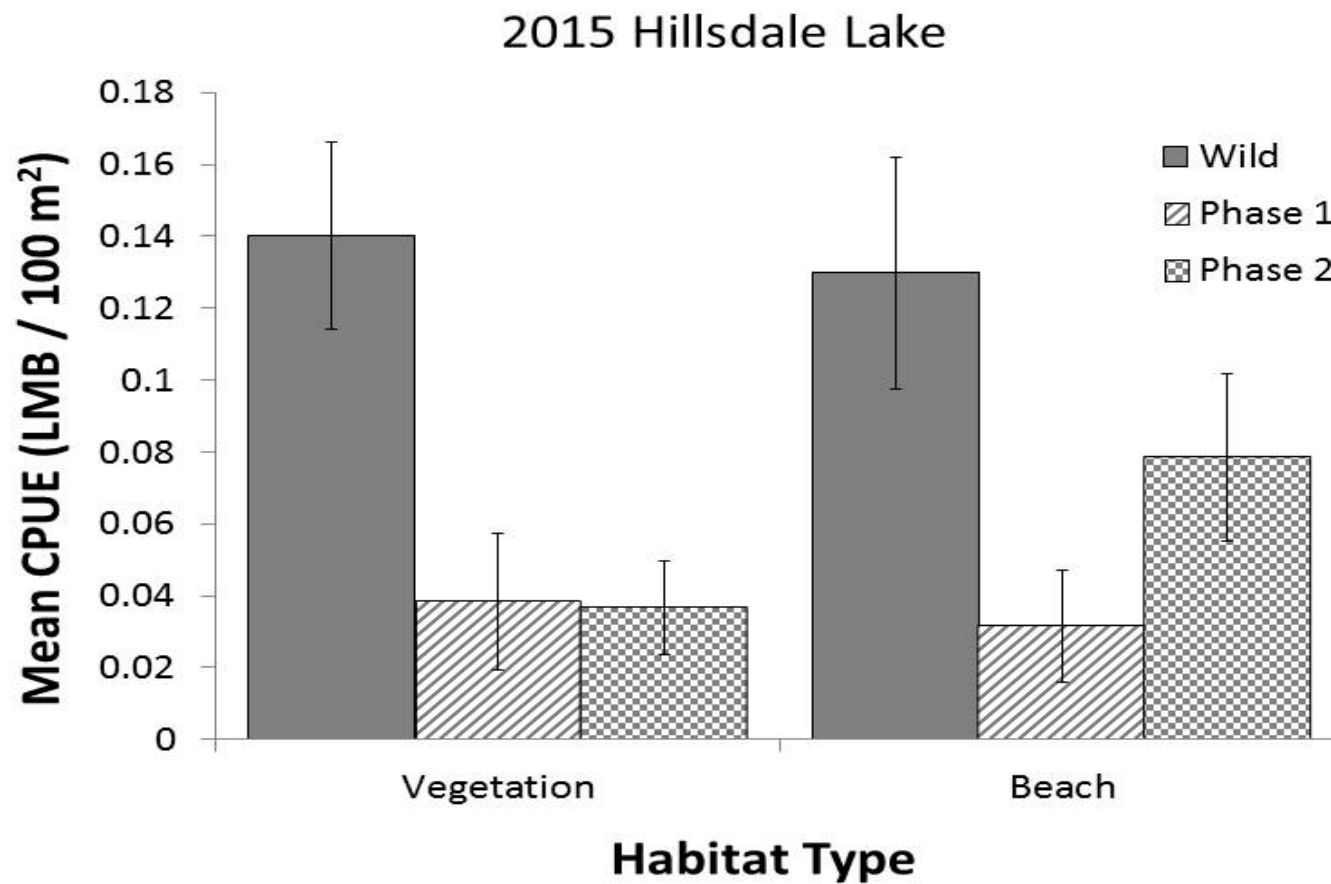 2015 Hillsdale Lake
Mean CPUE (LMB / 100 m²)
0.18
0.16
0.14
0.12
0.1
0.08
0.06
0.04
0.02
0
Wild
Phase 1
Phase 2
Vegetation
Beach
Habitat Type